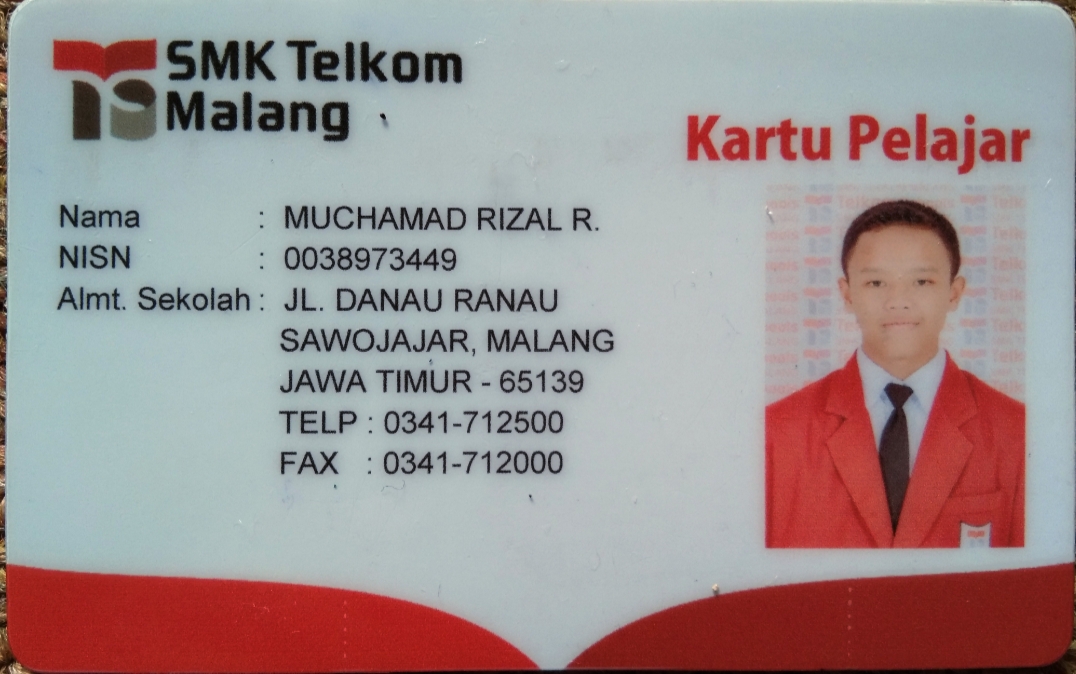 SMK Telkom
Malang
Kartu Pelajar
Nama : MUCHAMAD RIZAL R.
NISN : 0038973449
Almt. Sekolah : JL. DANAU RANAU
SAWOJAJAR, MALANG
JAWA TIMUR - 65139
TELP : 0341-712500
FAX : 0341-712000